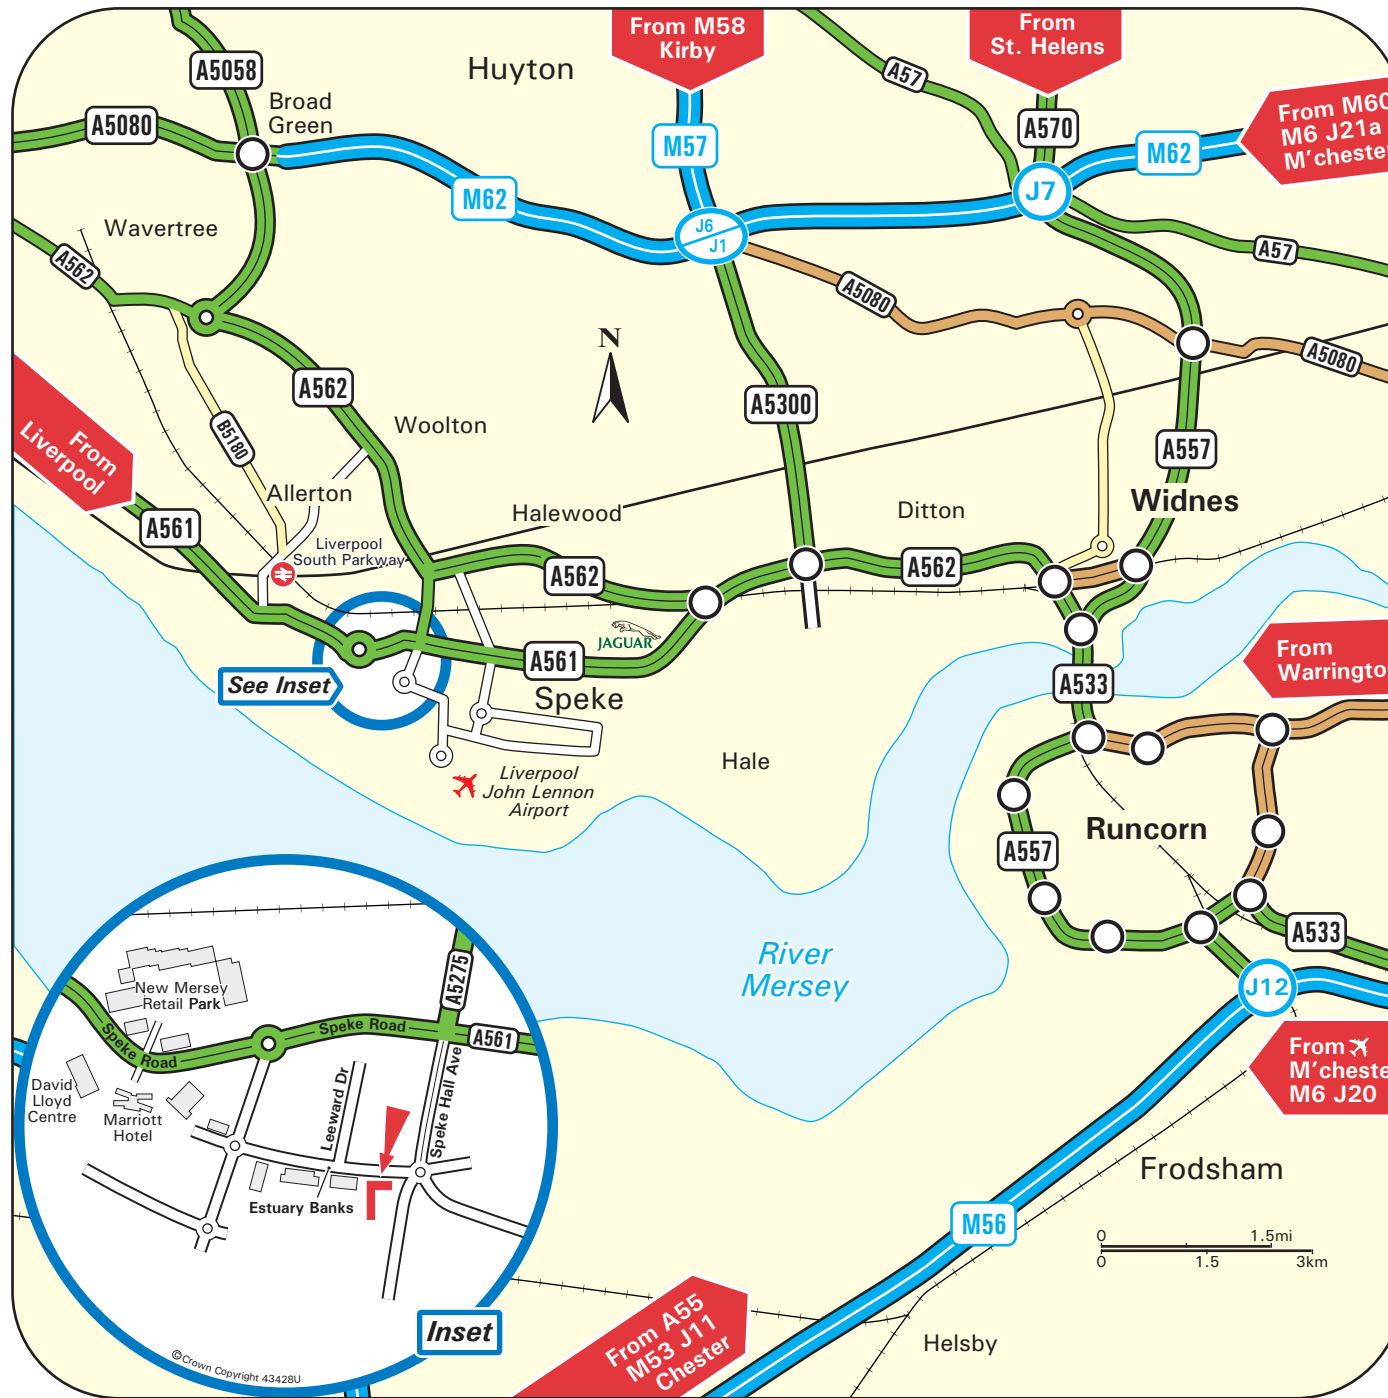 From M58
Kirby
From
St. Helens
A5058
Huyton
A57
Broad
Green
A5080
A570
From M60
M6 J21a
M'chester
M57
M62
M62
J7
Wavertree
J6
J1
A562
A57
A5080
N
A5080
A562
A5300
Woolton
B5180
A557
From
Liverpool
Allerton
Widnes
Halewood
Ditton
A561
Liverpool
South Parkway
A562
A562
JAGUAR
A561
From
Warrington
See Inset
Speke
A533
Hale
Liverpool
John Lennon
Airport
Runcorn
A557
A533
River
Mersey
J12
New Mersey
Retail Park
A5275
Speke Road
Speke Road
A561
From
M'chester
M6 J20
David
Lloyd
Centre
Marriott
Hotel
Leeward Dr
Speke Hall Ave
Estuary Banks
Frodsham
M56
0 1.5mi
0 1.5 3km
From A55
M53 J11
Chester
Inset
Helsby
©Crown Copyright 43428U